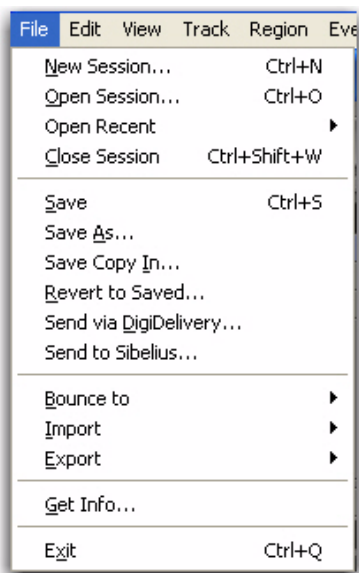 File Edit View Track Region Eve
New Session... Ctrl+N
Open Session... Ctrl+O
Open Recent
Close Session Ctrl+Shift+W
Save Ctrl+S
Save As...
Save Copy In...
Revert to Saved...
Send via DigiDelivery...
Send to Sibelius...
Bounce to
Import
Export
Get Info...
Exit Ctrl+Q